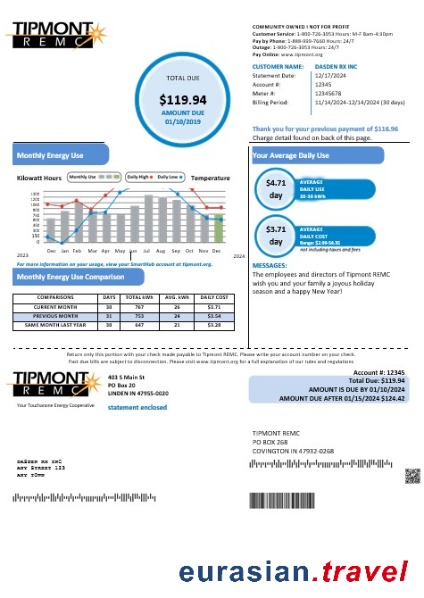 TIPMONT
REMC
COMMUNITY OWNED I NOT FOR PROFIT
Customer Service: 1-800-726-3953 Hours: M-F 8am-4:30pm
Pay by Phone: 1-889-999-7660 Hours: 24/7
Outage: 1-800-726-3953 Hours: 24/7
Pay Online: www.tipmont.org
CUSTOMER NAME: DASDEN RX INC
Statement Date: 12/17/2024
Account #: 12345
Meter #: 12345678
Billing Period: 11/14/2024-12/14/2024 (30 days)
TOTAL DUE
$119.94
AMOUNT DUE
01/10/2019
Thank you for your previous payment of $116.96
Charge detail found on back of this page.
Monthly Energy Use
Kilowatt Hours Monthly Use Daily High Daily Low Temperature
Dec Jan Feb Mar Apr May Jun Jul Aug Sep Oct Nov Dec
2023 2024
For more information on your usage, view your SmartHub account at tipmont.org.
Your Average Daily Use
$4.71
day
AVERAGE
DAILY USE
$3.71
day
AVERAGE
DAILY COST
not including taxes and fees
MESSAGES:
The employees and directors of Tipmont REMC
wish you and your family a joyous holiday
season and a happy New Year!
Monthly Energy Use Comparison
COMPARISONS DAYS TOTAL kWh AVG. kWh DAILY COST
CURRENT MONTH 30 767 26 $3.71
PREVIOUS MONTH 31 753 24 $3.54
SAME MONTH LAST YEAR 30 647 21 $3.28
Return only this portion with your check made payable to Tipmont REMC. Please write your account number on your check.
Past due bills are subject to disconnection. Please visit www.tipmont.org for a full explanation of our rules and regulations
TIPMONT
REMC
Your Touchstone Energy Cooperative
403 S Main St
PO Box 20
LINDEN IN 47955-0020
statement enclosed
Account #: 12345
Total Due: $119.94
AMOUNT IS DUE BY 01/10/2024
AMOUNT DUE AFTER 01/15/2024 $124.42
TIPMONT REMC
PO BOX 268
COVINGTON IN 47932-0268
DASDEN RX INC
ANY STREET 123
ANY TOWN
eurasian.travel